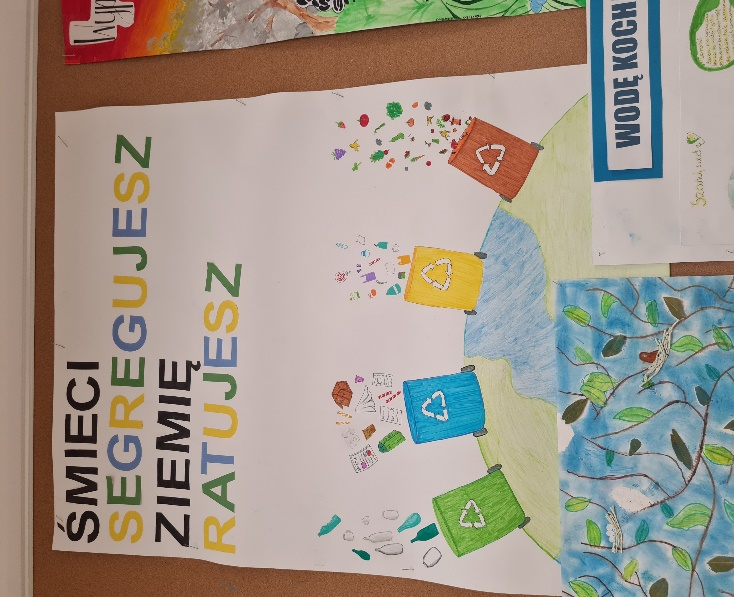 ŚMIECI
SEGREGUJESZ
ZIEMIĘ
RATUJESZ
WODĘ KOCH